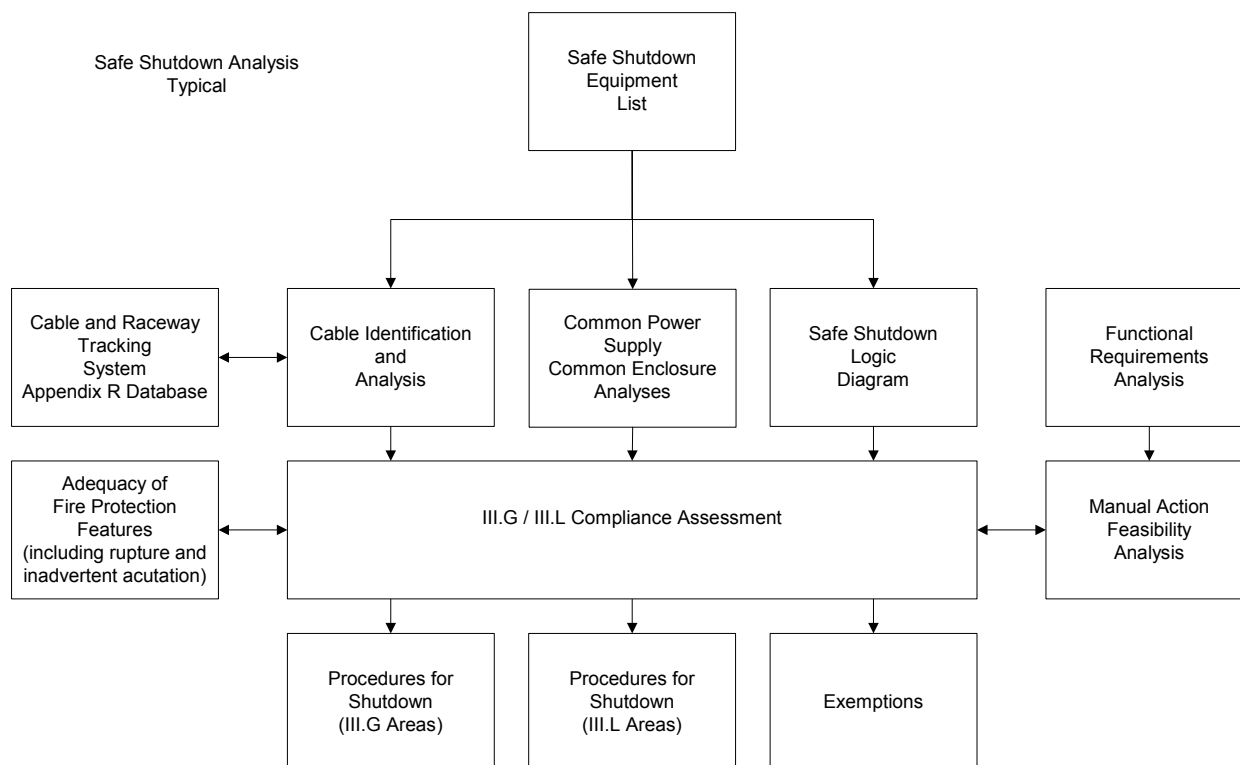 Safe Shutdown Analysis
Typical
Safe Shutdown
Equipment
List
Cable and Raceway
Tracking
System
Appendix R Database
Cable Identification
and
Analysis
Common Power
Supply
Common Enclosure
Analyses
Safe Shutdown
Logic
Diagram
Functional
Requirements
Analysis
Adequacy of
Fire Protection
Features
(including rupture and
inadvertent acutation)
III.G / III.L Compliance Assessment
Manual Action
Feasibility
Analysis
Procedures for
Shutdown
(III.G Areas)
Procedures for
Shutdown
(III.L Areas)
Exemptions